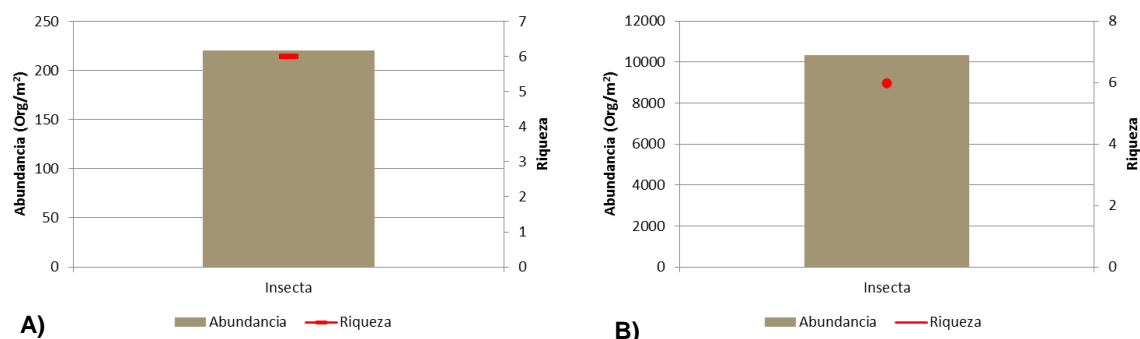 250
200
150
100
50
0
Abundancia (Org/m²)
7
6
5
4
3
2
1
0
Riqueza
Insecta
Abundancia Riqueza
A)
12000
10000
8000
6000
4000
2000
0
Abundancia (Org/m²)
8
6
4
2
0
Riqueza
Insecta
Abundancia Riqueza
B)